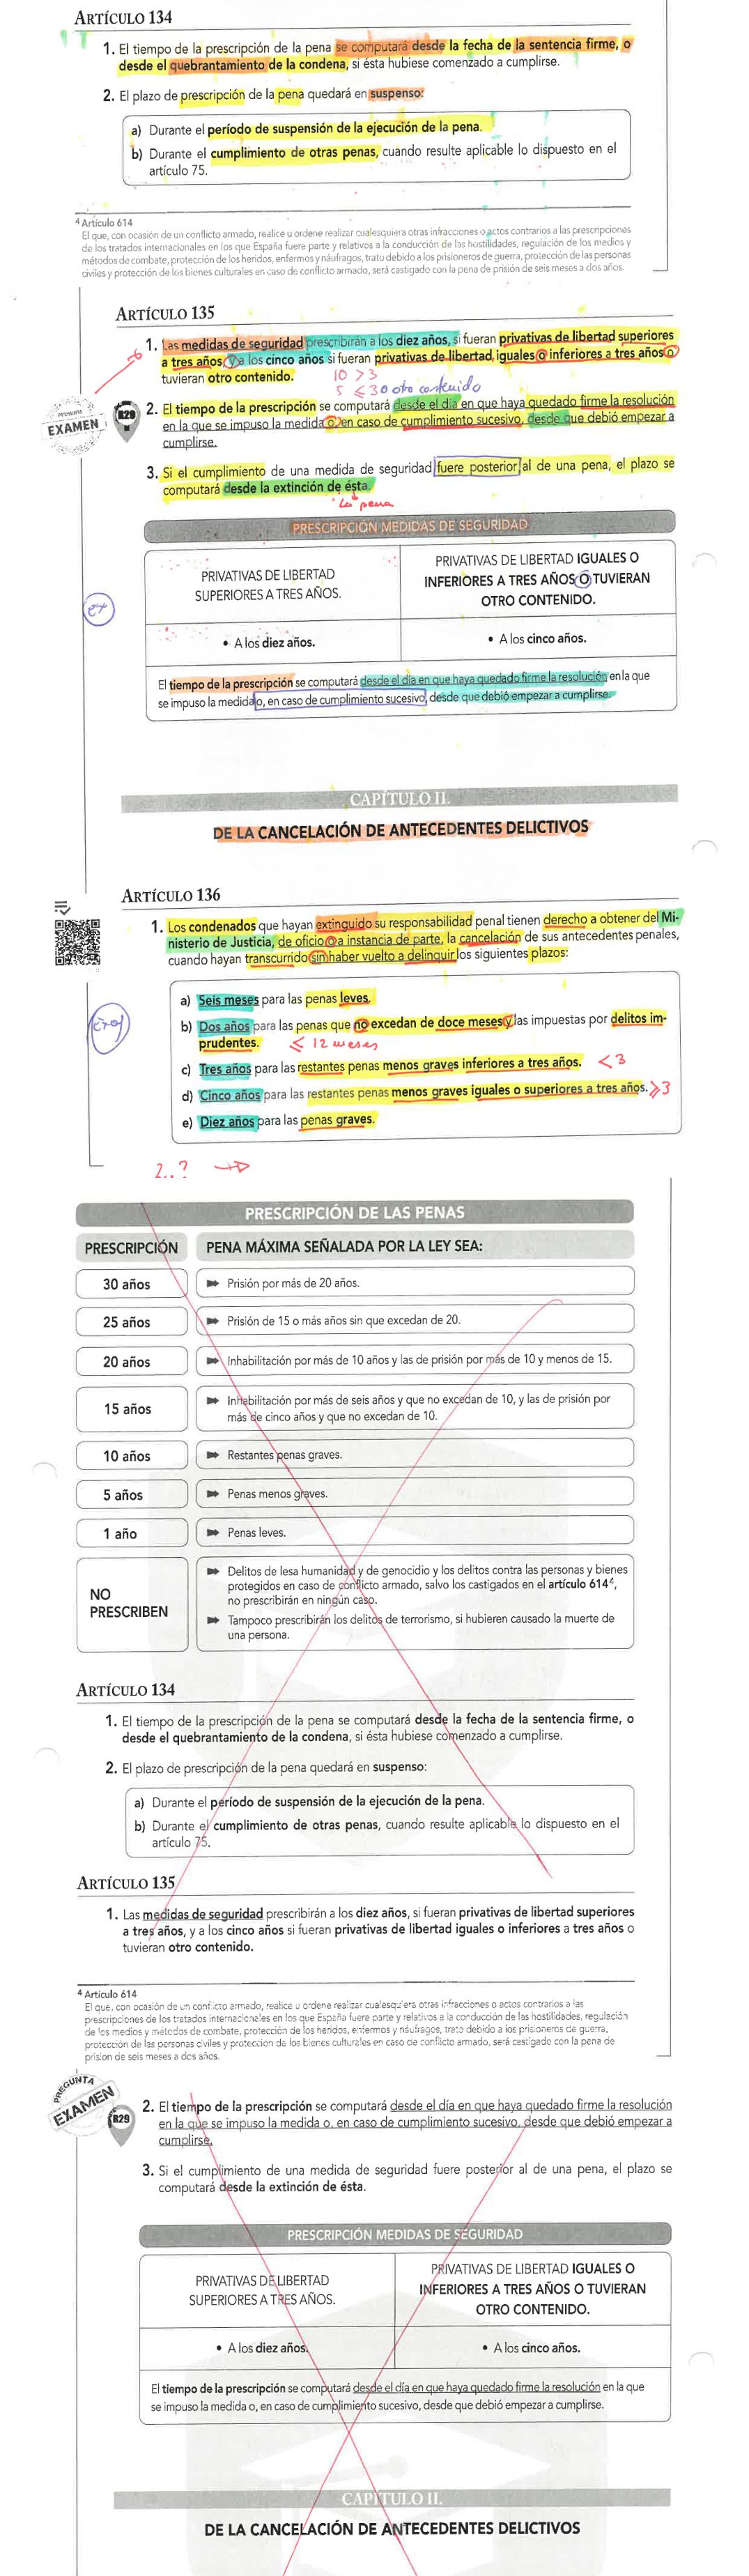 ARTÍCULO 134
1. El tiempo de la prescripción de la pena se computará desde la fecha de la sentencia firme, o
desde el quebrantamiento de la condena, si ésta hubiese comenzado a cumplirse.
2. El plazo de prescripción de la pena quedará en suspenso:
a) Durante el período de suspensión de la ejecución de la pena.
b) Durante el cumplimiento de otras penas, cuando resulte aplicable lo dispuesto en el
artículo 75.
4 Artículo 614
El que, con ocasión de un conflicto armado, realice u ordene realizar cualesquiera otras infracciones o actos contrarios a las prescripciones
de los tratados internacionales en los que España fuere parte y relativos a la conducción de las hostilidades, regulación de los medios y
métodos de combate, protección de los heridos, enfermos y náufragos, trato debido a los prisioneros de guerra, protección de las personas
civiles y protección de los bienes culturales en caso de conflicto armado, será castigado con la pena de prisión de seis meses a dos años.
ARTÍCULO 135
1. Las medidas de seguridad prescribirán a los diez años, si fueran privativas de libertad superiores
a tres años, y a los cinco años si fueran privativas de libertad, iguales o inferiores a tres años o
tuvieran otro contenido.
10 > 3
5 ≤ 3 o otro contenido
PREGUNTA
EXAMEN
R29
2. El tiempo de la prescripción se computará desde el día en que haya quedado firme la resolución
en la que se impuso la medida o, en caso de cumplimiento sucesivo, desde que debió empezar a
cumplirse.
3. Si el cumplimiento de una medida de seguridad fuere posterior al de una pena, el plazo se
computará desde la extinción de ésta.
La pena
PRESCRIPCIÓN MEDIDAS DE SEGURIDAD
PRIVATIVAS DE LIBERTAD
SUPERIORES A TRES AÑOS.
PRIVATIVAS DE LIBERTAD IGUALES O
INFERIORES A TRES AÑOS O TUVIERAN
OTRO CONTENIDO.
• A los diez años.
• A los cinco años.
El tiempo de la prescripción se computará desde el día en que haya quedado firme la resolución en la que
se impuso la medida o, en caso de cumplimiento sucesivo, desde que debió empezar a cumplirse.
CAPÍTULO II.
DE LA CANCELACIÓN DE ANTECEDENTES DELICTIVOS
ARTÍCULO 136
1. Los condenados que hayan extinguido su responsabilidad penal tienen derecho a obtener del Mi-
nisterio de Justicia, de oficio o a instancia de parte, la cancelación de sus antecedentes penales,
cuando hayan transcurrido sin haber vuelto a delinquir los siguientes plazos:
a) Seis meses para las penas leves.
b) Dos años para las penas que no excedan de doce meses y las impuestas por delitos im-
prudentes.
≤ 12 meses
c) Tres años para las restantes penas menos graves inferiores a tres años.
< 3
d) Cinco años para las restantes penas menos graves iguales o superiores a tres años.
≥ 3
e) Diez años para las penas graves.
2..?
PRESCRIPCIÓN DE LAS PENAS
PRESCRIPCIÓN PENA MÁXIMA SEÑALADA POR LA LEY SEA:
30 años Prisión por más de 20 años.
25 años Prisión de 15 o más años sin que excedan de 20.
20 años Inhabilitación por más de 10 años y las de prisión por más de 10 y menos de 15.
15 años Inhabilitación por más de seis años y que no excedan de 10, y las de prisión por
más de cinco años y que no excedan de 10.
10 años Restantes penas graves.
5 años Penas menos graves.
1 año Penas leves.
NO
PRESCRIBEN
Delitos de lesa humanidad y de genocidio y los delitos contra las personas y bienes
protegidos en caso de conflicto armado, salvo los castigados en el artículo 6144,
no prescribirán en ningún caso.
Tampoco prescribirán los delitos de terrorismo, si hubieren causado la muerte de
una persona.
ARTÍCULO 134
1. El tiempo de la prescripción de la pena se computará desde la fecha de la sentencia firme, o
desde el quebrantamiento de la condena, si ésta hubiese comenzado a cumplirse.
2. El plazo de prescripción de la pena quedará en suspenso:
a) Durante el período de suspensión de la ejecución de la pena.
b) Durante el cumplimiento de otras penas, cuando resulte aplicable lo dispuesto en el
artículo 75.
ARTÍCULO 135
1. Las medidas de seguridad prescribirán a los diez años, si fueran privativas de libertad superiores
a tres años, y a los cinco años si fueran privativas de libertad iguales o inferiores a tres años o
tuvieran otro contenido.
4 Artículo 614
El que, con ocasión de un conflicto armado, realice u ordene realizar cualesquiera otras infracciones o actos contrarios a las
prescripciones de los tratados internacionales en los que España fuere parte y relativos a la conducción de las hostilidades, regulación
de los medios y métodos de combate, protección de los heridos, enfermos y náufragos, trato debido a los prisioneros de guerra,
protección de las personas civiles y protección de los bienes culturales en caso de conflicto armado, será castigado con la pena de
prisión de seis meses a dos años.
PREGUNTA
EXAMEN
R29
2. El tiempo de la prescripción se computará desde el día en que haya quedado firme la resolución
en la que se impuso la medida o, en caso de cumplimiento sucesivo, desde que debió empezar a
cumplirse.
3. Si el cumplimiento de una medida de seguridad fuere posterior al de una pena, el plazo se
computará desde la extinción de ésta.
PRESCRIPCIÓN MEDIDAS DE SEGURIDAD
PRIVATIVAS DE LIBERTAD
SUPERIORES A TRES AÑOS.
PRIVATIVAS DE LIBERTAD IGUALES O
INFERIORES A TRES AÑOS O TUVIERAN
OTRO CONTENIDO.
• A los diez años.
• A los cinco años.
El tiempo de la prescripción se computará desde el día en que haya quedado firme la resolución en la que
se impuso la medida o, en caso de cumplimiento sucesivo, desde que debió empezar a cumplirse.
CAPÍTULO II.
DE LA CANCELACIÓN DE ANTECEDENTES DELICTIVOS